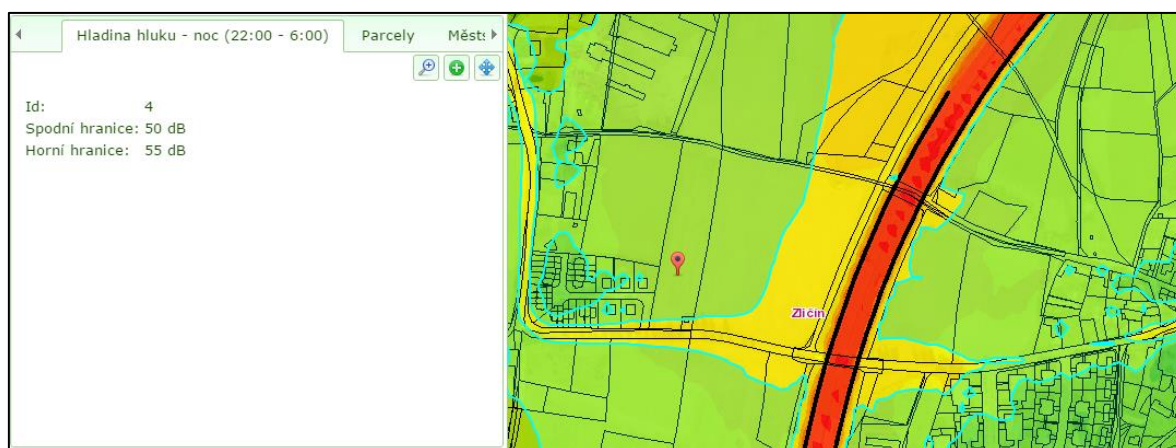 Hladina hluku - noc (22:00 - 6:00)
Parcely
Městs
Id: 4
Spodní hranice: 50 dB
Horní hranice: 55 dB
Zličín